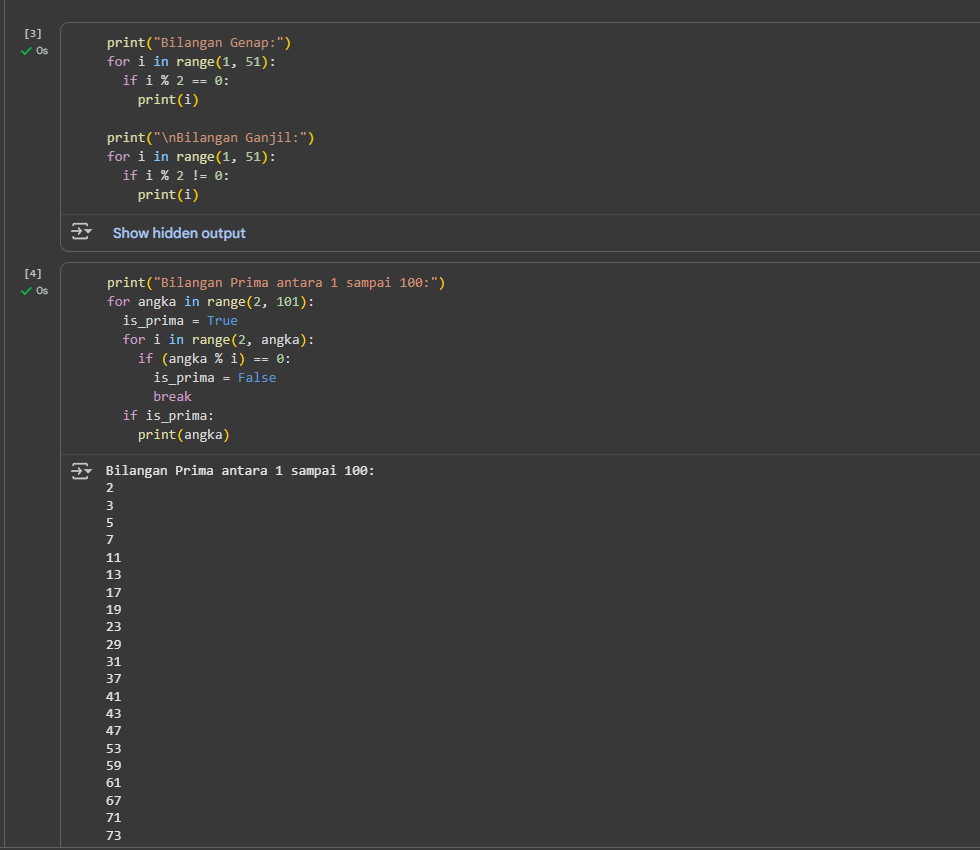 [3]
0s
print("Bilangan Genap:")
for i in range(1, 51):
  if i % 2 == 0:
    print(i)

print("\nBilangan Ganjil:")
for i in range(1, 51):
  if i % 2 != 0:
    print(i)
Show hidden output
[4]
0s
print("Bilangan Prima antara 1 sampai 100:")
for angka in range(2, 101):
  is_prima = True
  for i in range(2, angka):
    if (angka % i) == 0:
      is_prima = False
      break
  if is_prima:
    print(angka)
Bilangan Prima antara 1 sampai 100:
2
3
5
7
11
13
17
19
23
29
31
37
41
43
47
53
59
61
67
71
73